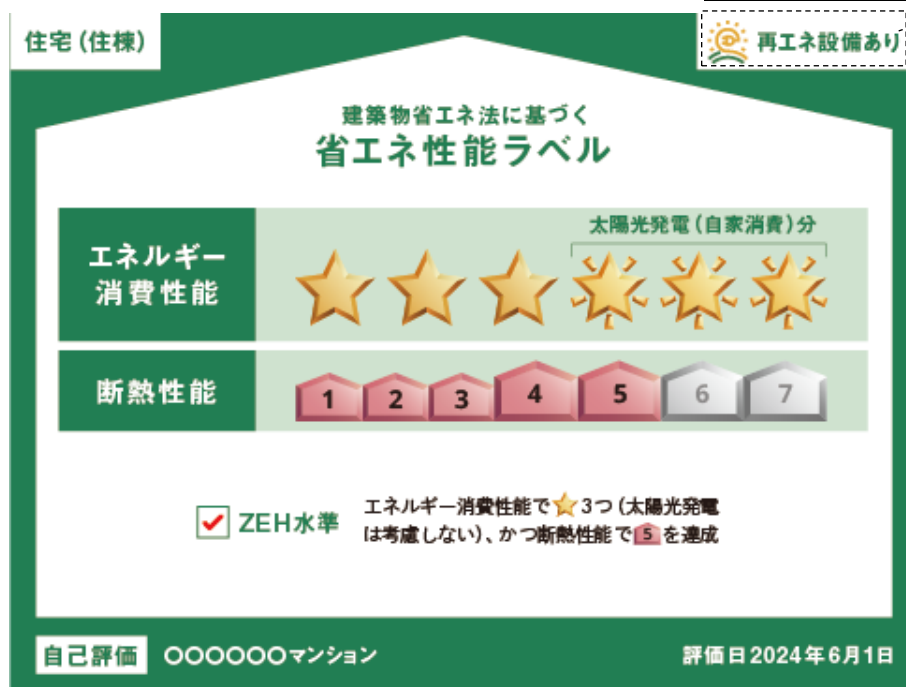 住宅(住棟)
再エネ設備あり
建築物省エネ法に基づく
省エネ性能ラベル
太陽光発電(自家消費)分
エネルギー
消費性能
断熱性能
1 2 3 4 5 6 7
ZEH水準
エネルギー消費性能で 3つ(太陽光発電
は考慮しない)、かつ断熱性能で 5 を達成
自己評価 〇〇〇〇〇〇マンション 評価日2024年6月1日